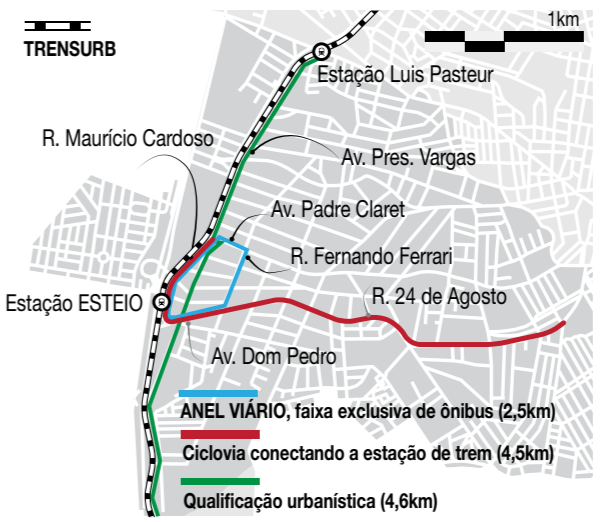 1km
TRENSURB
Estação Luis Pasteur
R. Maurício Cardoso
Av. Pres. Vargas
Av. Padre Claret
R. Fernando Ferrari
Estação ESTEIO
R. 24 de Agosto
Av. Dom Pedro
ANEL VIÁRIO, faixa exclusiva de ônibus (2,5km)
Ciclovia conectando a estação de trem (4,5km)
Qualificação urbanística (4,6km)